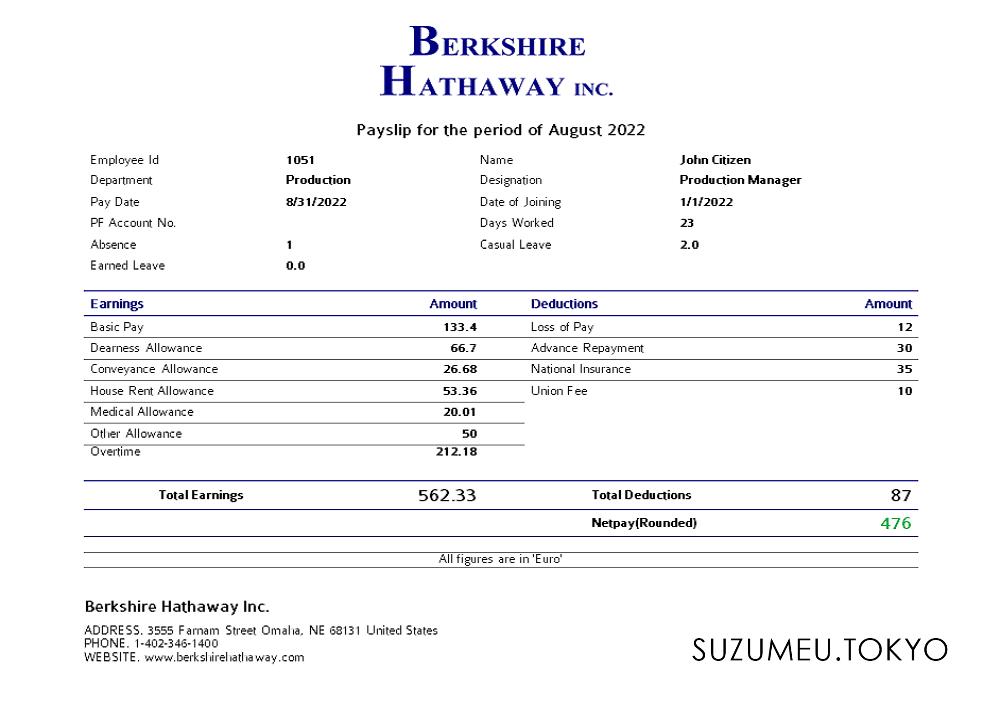 BERKSHIRE
HATHAWAY INC.
Payslip for the period of August 2022
Employee Id 1051 Name John Citizen
Department Production Designation Production Manager
Pay Date 8/31/2022 Date of Joining 1/1/2022
PF Account No. Days Worked 23
Absence 1 Casual Leave 2.0
Earned Leave 0.0
Earnings Amount Deductions Amount
Basic Pay 133.4 Loss of Pay 12
Dearness Allowance 66.7 Advance Repayment 30
Conveyance Allowance 26.68 National Insurance 35
House Rent Allowance 53.36 Union Fee 10
Medical Allowance 20.01
Other Allowance 50
Overtime 212.18
Total Earnings 562.33 Total Deductions 87
Netpay(Rounded) 476
All figures are in 'Euro'
Berkshire Hathaway Inc.
ADDRESS. 3555 Farnam Street Omaha, NE 68131 United States
PHONE. 1-402-346-1400
WEBSITE. www.berkshirehathaway.com
SUZUMEU.TOKYO